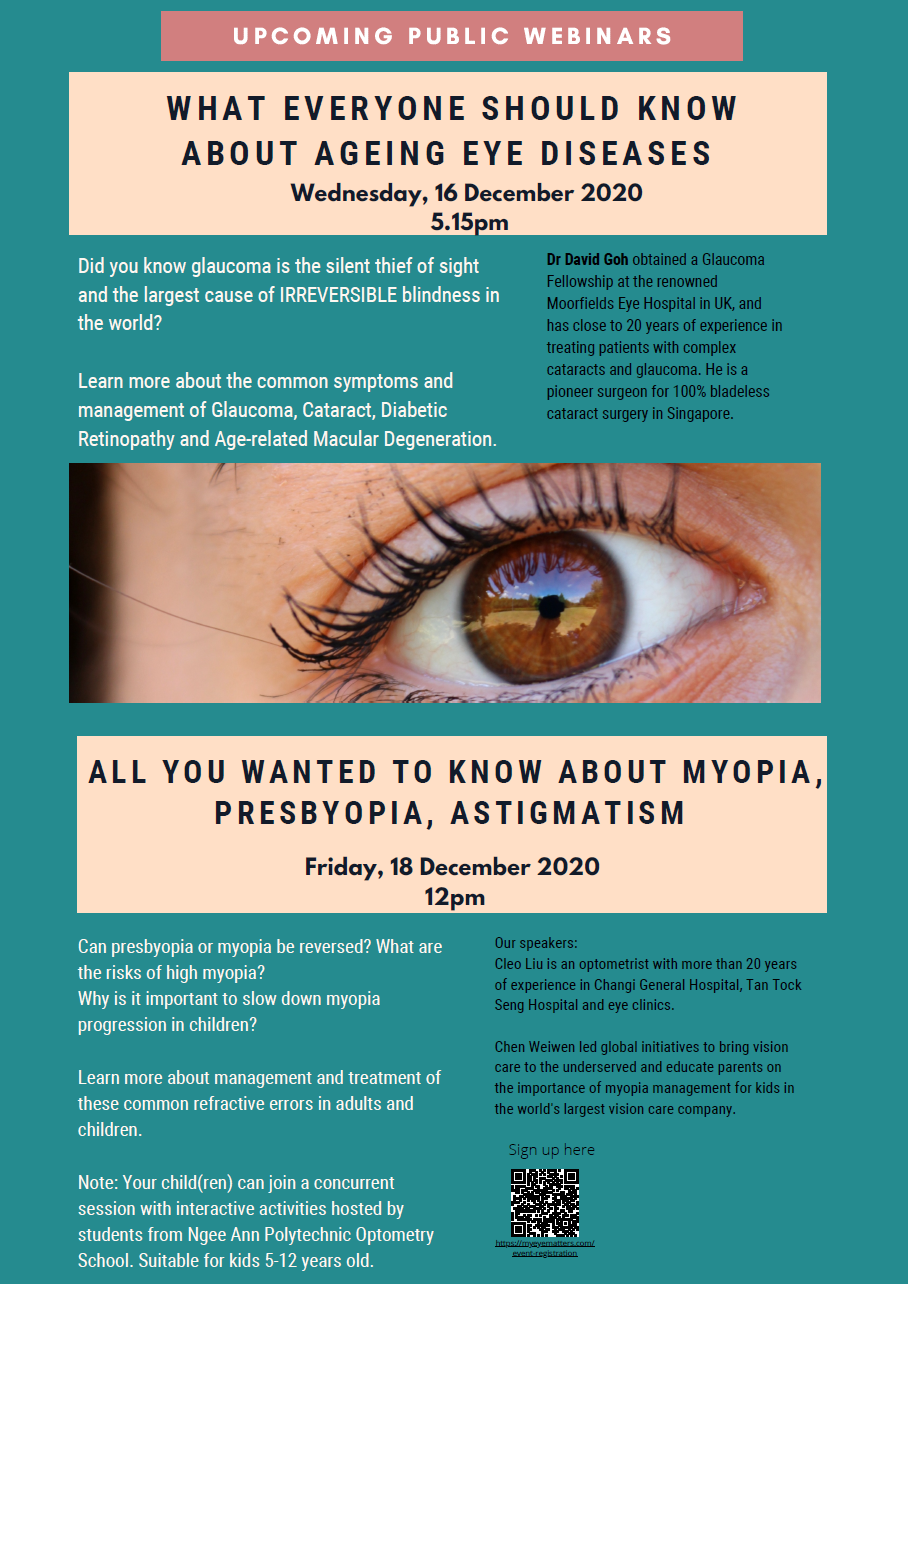 UPCOMING PUBLIC WEBINARS
WHAT EVERYONE SHOULD KNOW
ABOUT AGEING EYE DISEASES
Wednesday, 16 December 2020
5.15pm
Did you know glaucoma is the silent thief of sight
and the largest cause of IRREVERSIBLE blindness in
the world?
Learn more about the common symptoms and
management of Glaucoma, Cataract, Diabetic
Retinopathy and Age-related Macular Degeneration.
Dr David Goh obtained a Glaucoma
Fellowship at the renowned
Moorfields Eye Hospital in UK, and
has close to 20 years of experience in
treating patients with complex
cataracts and glaucoma. He is a
pioneer surgeon for 100% bladeless
cataract surgery in Singapore.
ALL YOU WANTED TO KNOW ABOUT MYOPIA,
PRESBYOPIA, ASTIGMATISM
Friday, 18 December 2020
12pm
Can presbyopia or myopia be reversed? What are
the risks of high myopia?
Why is it important to slow down myopia
progression in children?
Learn more about management and treatment of
these common refractive errors in adults and
children.
Note: Your child(ren) can join a concurrent
session with interactive activities hosted by
students from Ngee Ann Polytechnic Optometry
School. Suitable for kids 5-12 years old.
Our speakers:
Cleo Liu is an optometrist with more than 20 years
of experience in Changi General Hospital, Tan Tock
Seng Hospital and eye clinics.
Chen Weiwen led global initiatives to bring vision
care to the underserved and educate parents on
the importance of myopia management for kids in
the world's largest vision care company.
Sign up here
https://myeyematters.com/
event-registration